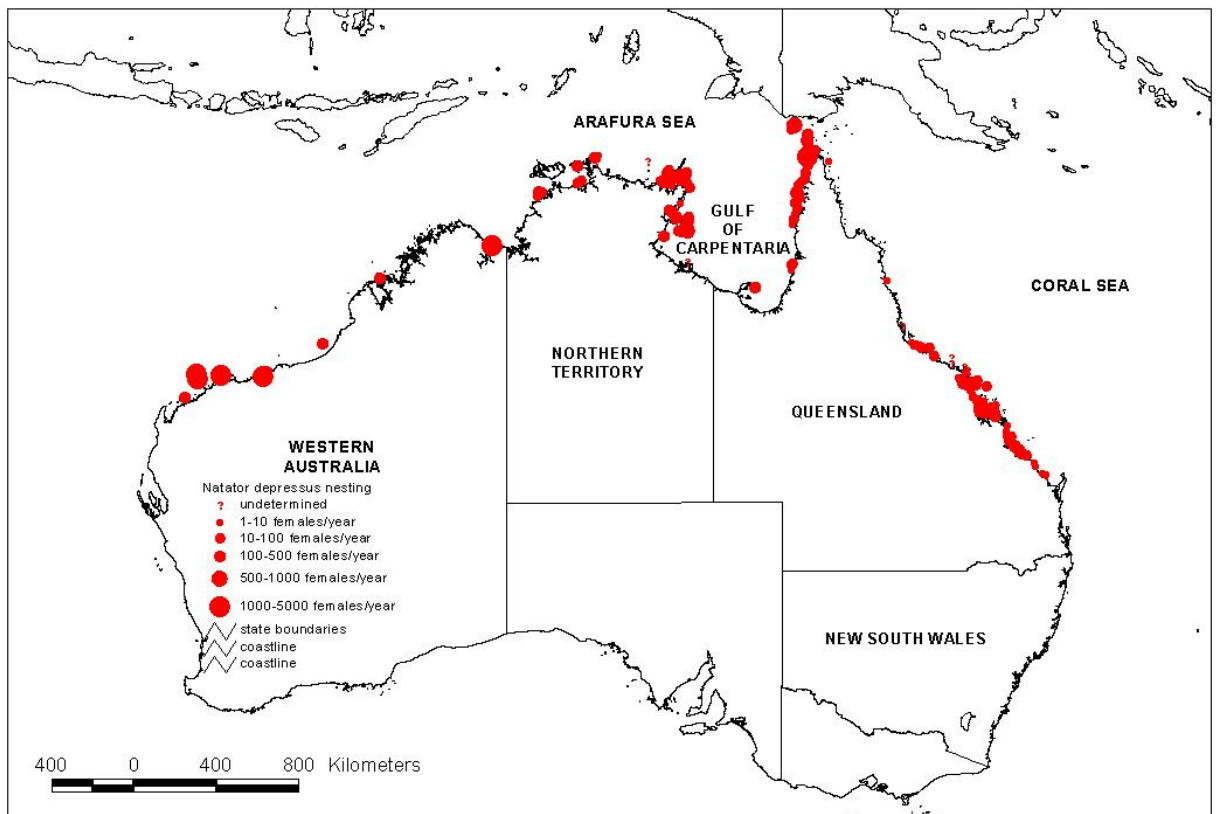 ARAFURA SEA
?
GULF
OF
CARPENTARIA
?
CORAL SEA
NORTHERN
TERRITORY
?
?
QUEENSLAND
WESTERN
AUSTRALIA
Natator depressus nesting
? undetermined
1-10 females/year
10-100 females/year
100-500 females/year
500-1000 females/year
1000-5000 females/year
state boundaries
coastline
coastline
NEW SOUTH WALES
400 0 400 800 Kilometers